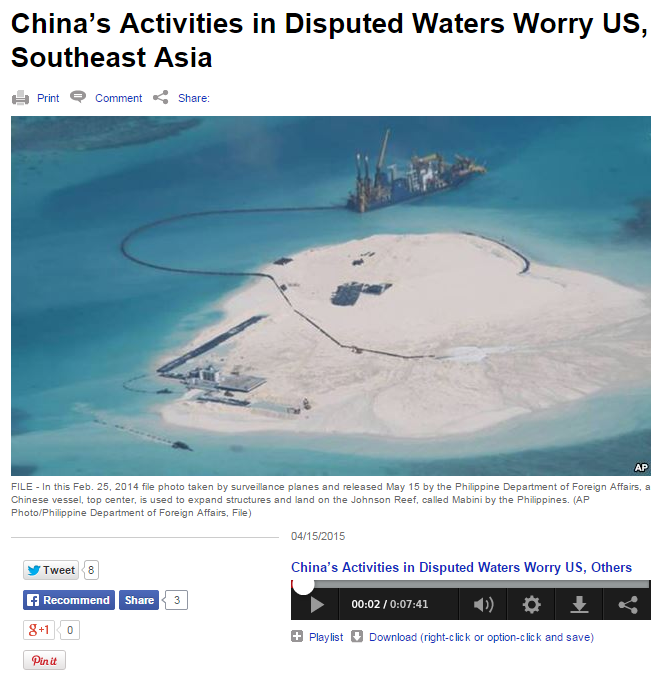 China’s Activities in Disputed Waters Worry US,
Southeast Asia
Print Comment Share:
AP
FILE - In this Feb. 25, 2014 file photo taken by surveillance planes and released May 15 by the Philippine Department of Foreign Affairs, a
Chinese vessel, top center, is used to expand structures and land on the Johnson Reef, called Mabini by the Philippines. (AP
Photo/Philippine Department of Foreign Affairs, File)
04/15/2015
Tweet 8
Recommend Share 3
g+1 0
Pin it
China’s Activities in Disputed Waters Worry US, Others
00:02 / 0:07:41
Playlist Download (right-click or option-click and save)